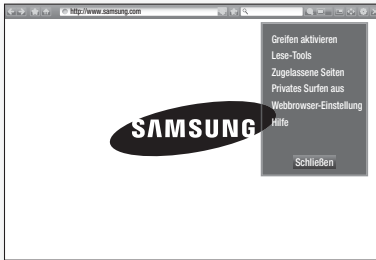 http://www.samsung.com
Greifen aktivieren
Lese-Tools
Zugelassene Seiten
Privates Surfen aus
Webbrowser-Einstellung
Hilfe
SAMSUNG
Schließen